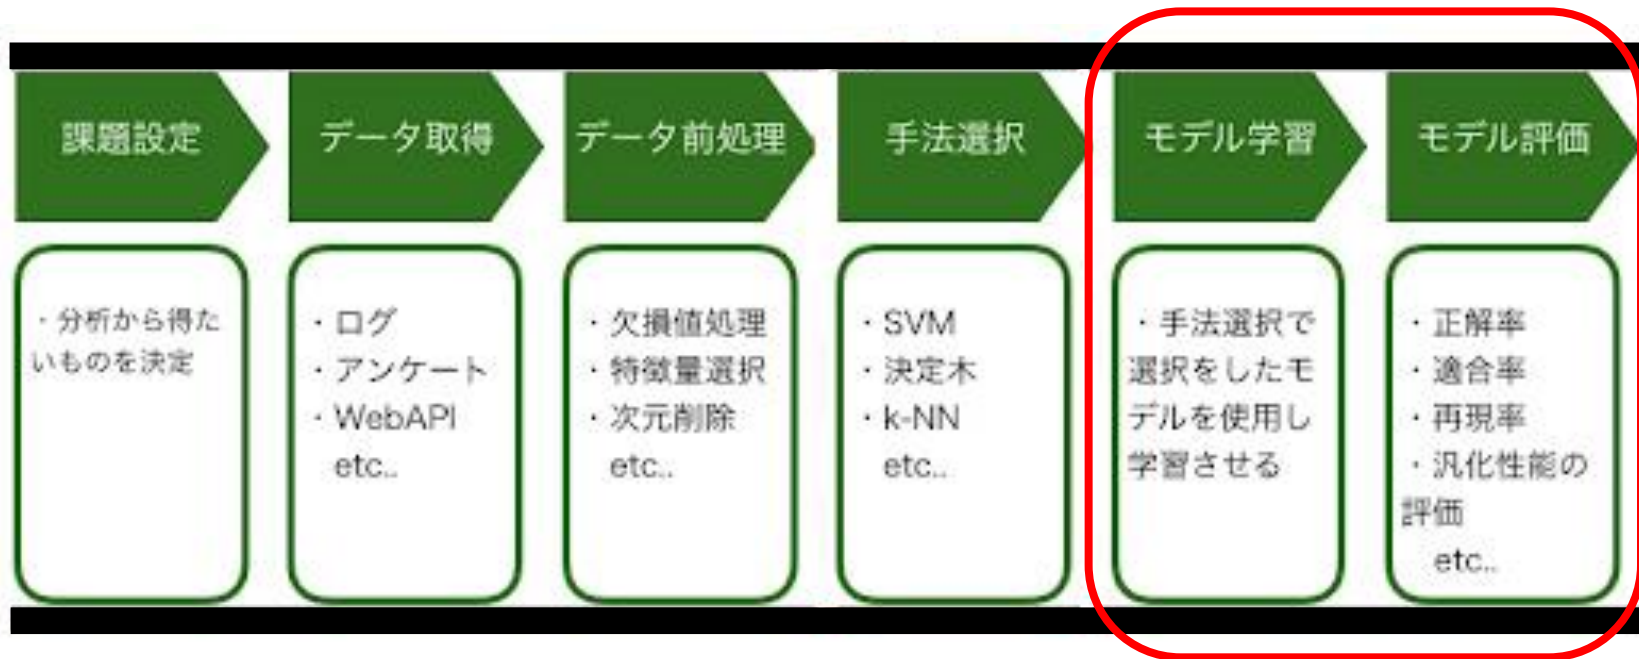 課題設定
データ取得
データ前処理
手法選択
モデル学習
モデル評価
・分析から得た
いものを決定
・ログ
・アンケート
・WebAPI
etc..
・欠損値処理
・特徴量選択
・次元削除
etc..
・SVM
・決定木
・k-NN
etc..
・手法選択で
選択をしたモ
デルを使用し
学習させる
・正解率
・適合率
・再現率
・汎化性能の
評価
etc..